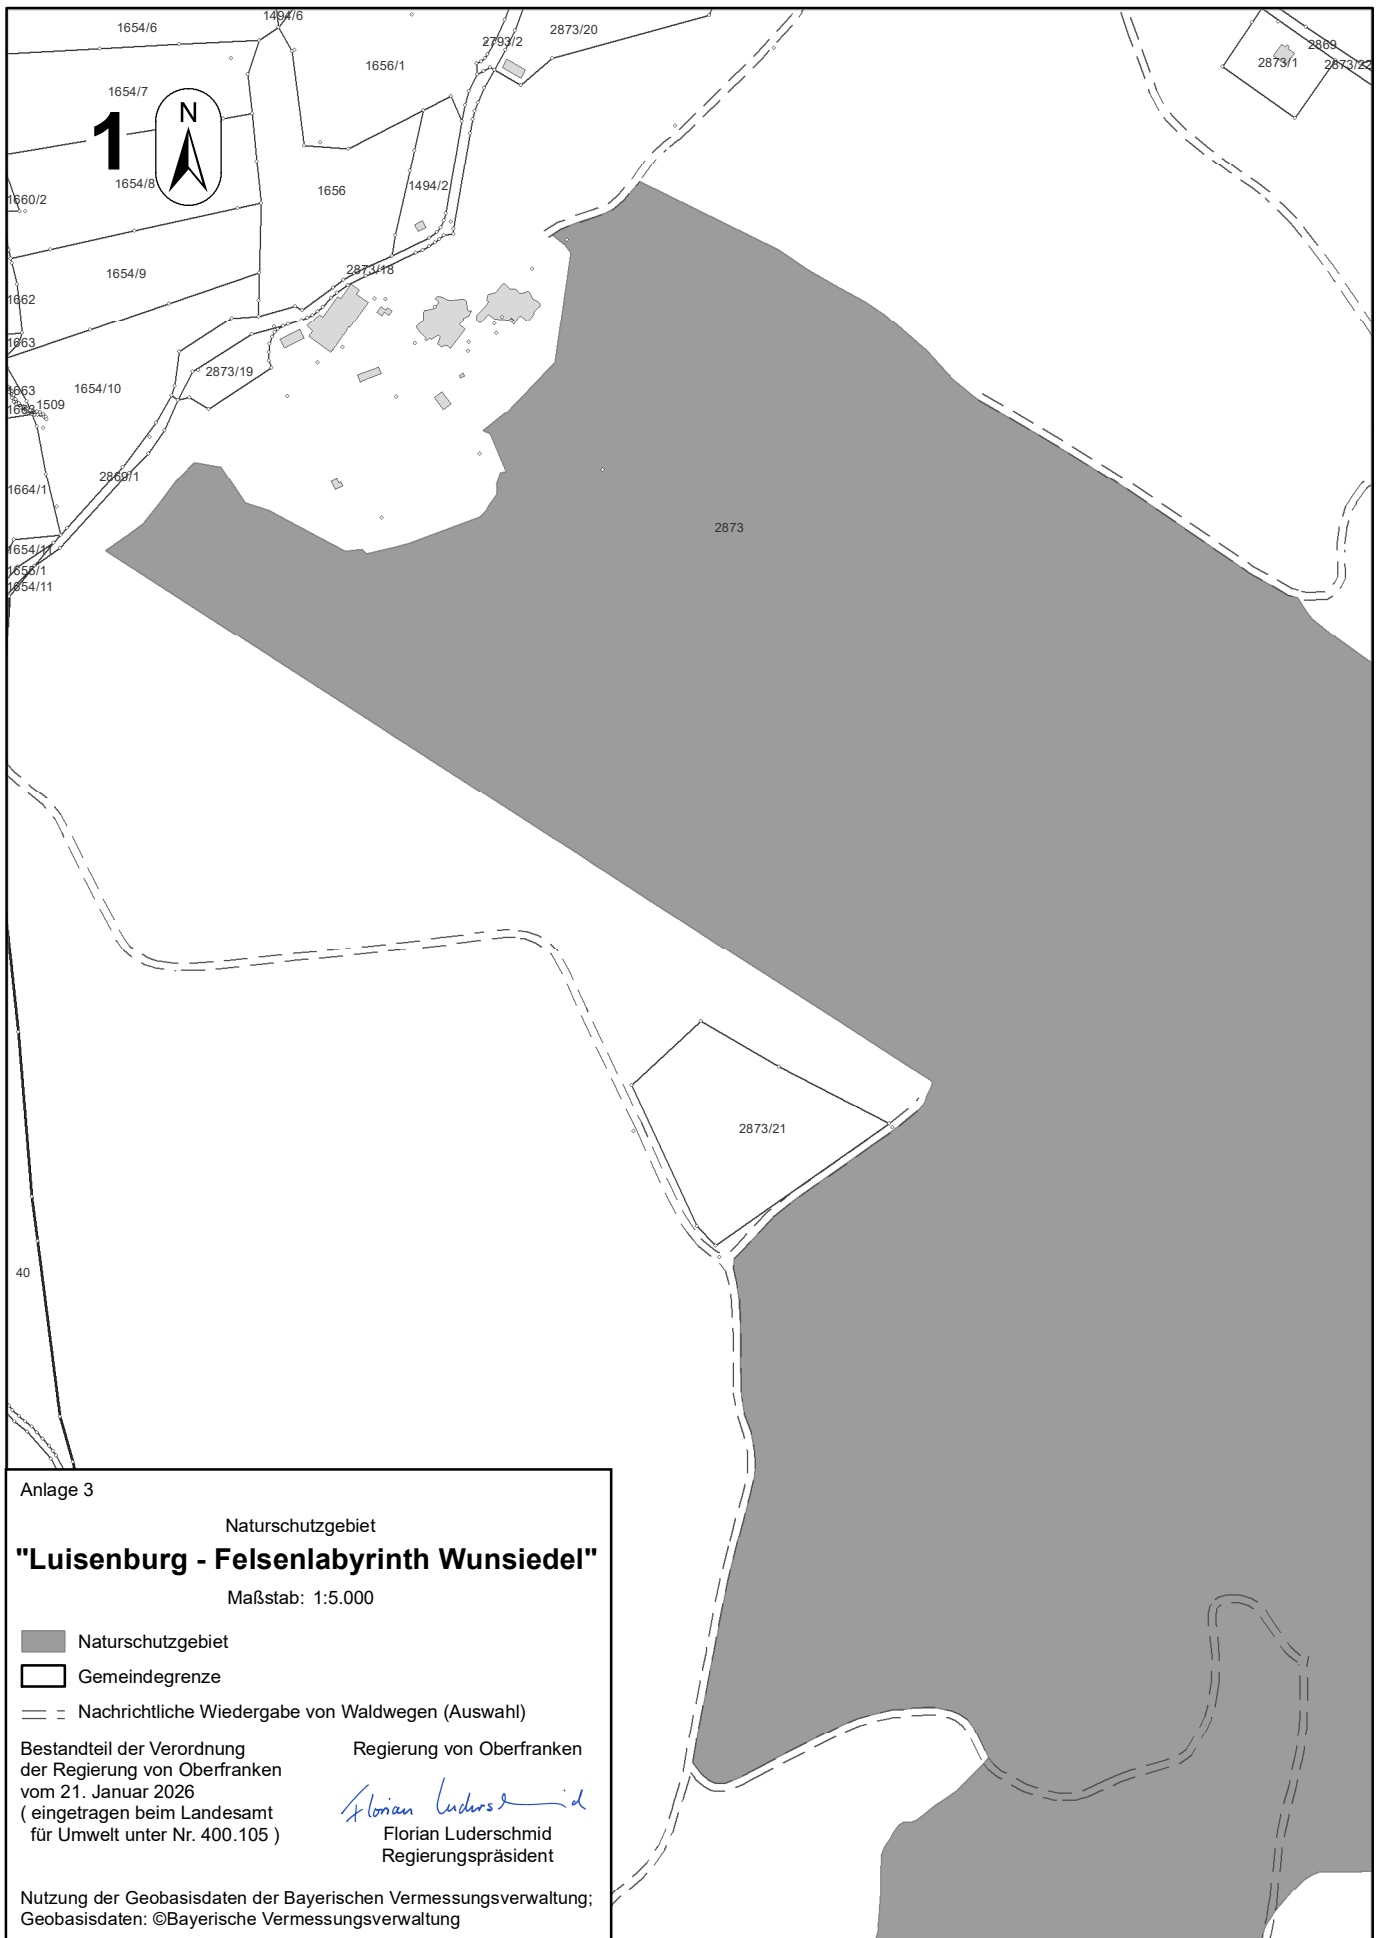 1494/6
1654/6
2793/2
2873/20
2869
1656/1
2873/1
2873/22
1654/7
1
N
1654/8
1656
1494/2
1660/2
1654/9
2873/18
1662
1663
2873/19
1663
1654/10
1509
1663
2869/1
1664/1
2873
1654/11
1655/1
1654/11
2873/21
40
Anlage 3
Naturschutzgebiet
"Luisenburg - Felsenlabyrinth Wunsiedel"
Maßstab: 1:5.000
Naturschutzgebiet
Gemeindegrenze
Nachrichtliche Wiedergabe von Waldwegen (Auswahl)
Bestandteil der Verordnung
der Regierung von Oberfranken
vom 21. Januar 2026
( eingetragen beim Landesamt
für Umwelt unter Nr. 400.105 )
Regierung von Oberfranken
Florian Luderschmid
Florian Luderschmid
Regierungspräsident
Nutzung der Geobasisdaten der Bayerischen Vermessungsverwaltung;
Geobasisdaten: ©Bayerische Vermessungsverwaltung